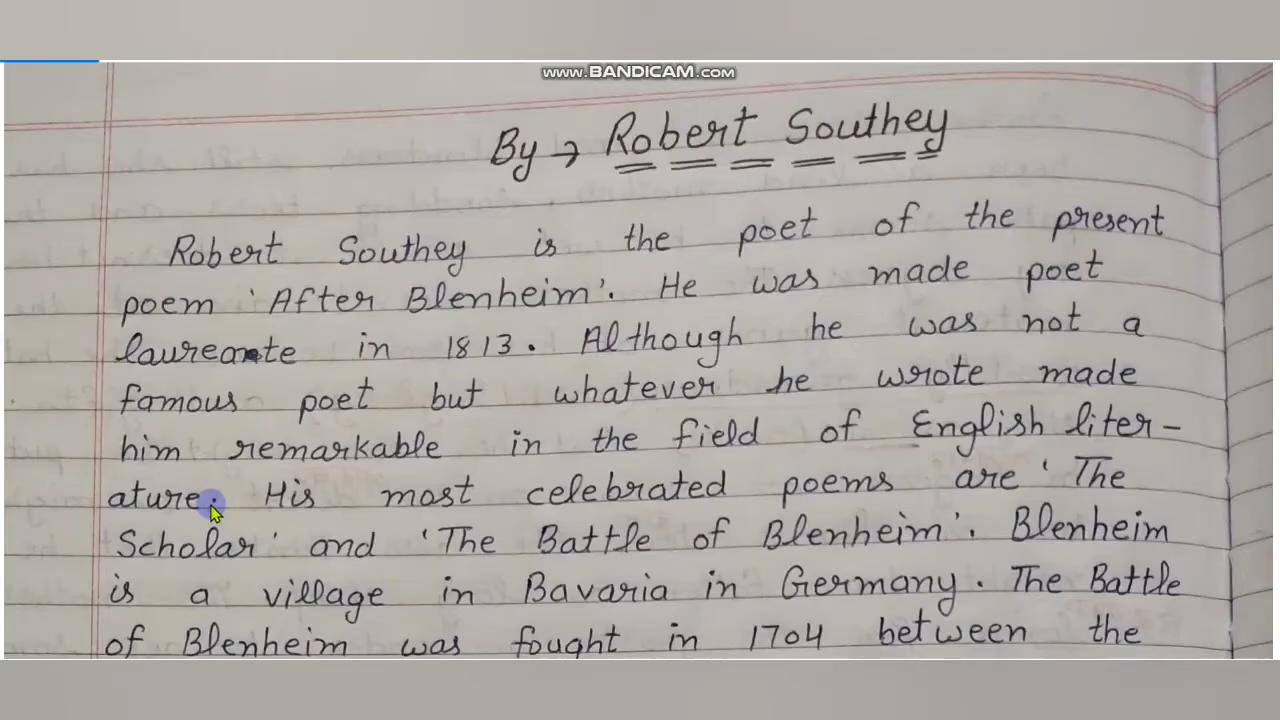 www.BANDICAM.com
By → Robert Southey
Robert Southey is the poet of the present
poem 'After Blenheim'. He was made poet
laureate in 1813. Although he was not a
famous poet but whatever he wrote made
him remarkable in the field of English liter-
ature. His most celebrated poems are 'The
Scholar' and 'The Battle of Blenheim'. Blenheim
is a village in Bavaria in Germany. The Battle
of Blenheim was fought in 1704 between the